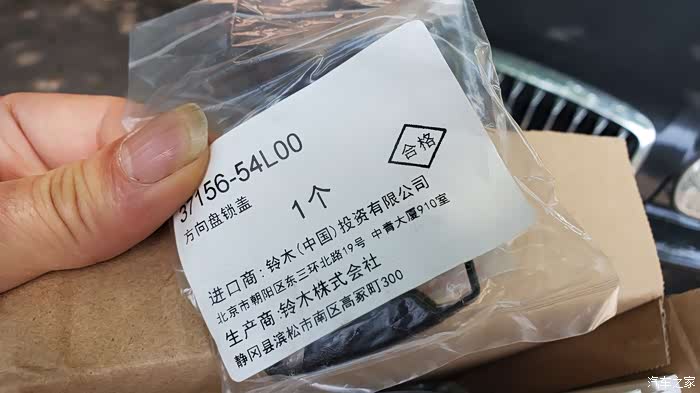 37156-54L00
方向盘锁盖
1个
合格
进口商:铃木(中国)投资有限公司
北京市朝阳区东三环北路19号 中青大厦910室
生产商:铃木株式会社
静冈县滨松市南区高冢町300
汽车之家